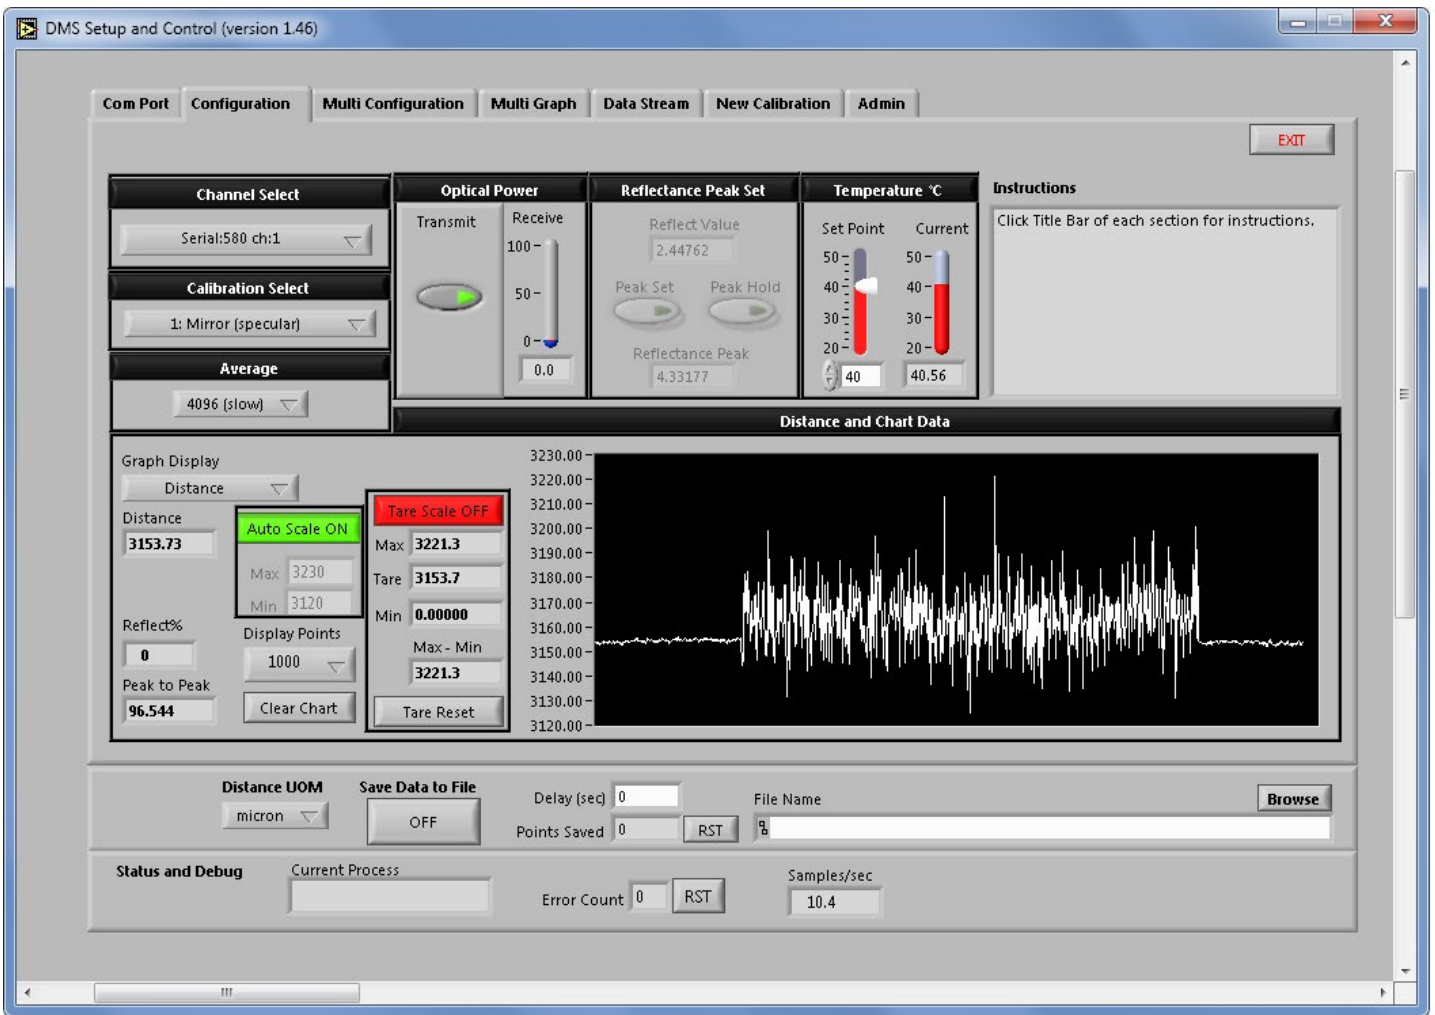 DMS Setup and Control (version 1.46)
Com Port Configuration Multi Configuration Multi Graph Data Stream New Calibration Admin
EXIT
Channel Select
Serial:580 ch:1
Calibration Select
1: Mirror (specular)
Average
4096 (slow)
Optical Power
Transmit
Receive
100
50
0
0.0
Reflectance Peak Set
Reflect Value
2.44762
Peak Set Peak Hold
Reflectance Peak
4.33177
Temperature °C
Set Point Current
50 50
40 40
30 30
20 20
40 40.56
Instructions
Click Title Bar of each section for instructions.
Distance and Chart Data
Graph Display
Distance
Distance
3153.73
Reflect%
0
Peak to Peak
96.544
Auto Scale ON
Max 3230
Min 3120
Display Points
1000
Clear Chart
Tare Scale OFF
Max 3221.3
Tare 3153.7
Min 0.00000
Max - Min
3221.3
Tare Reset
3230.00
3220.00
3210.00
3200.00
3190.00
3180.00
3170.00
3160.00
3150.00
3140.00
3130.00
3120.00
Distance UOM
micron
Save Data to File
OFF
Delay (sec) 0
Points Saved 0 RST
File Name
Browse
Status and Debug
Current Process
Error Count 0 RST
Samples/sec
10.4